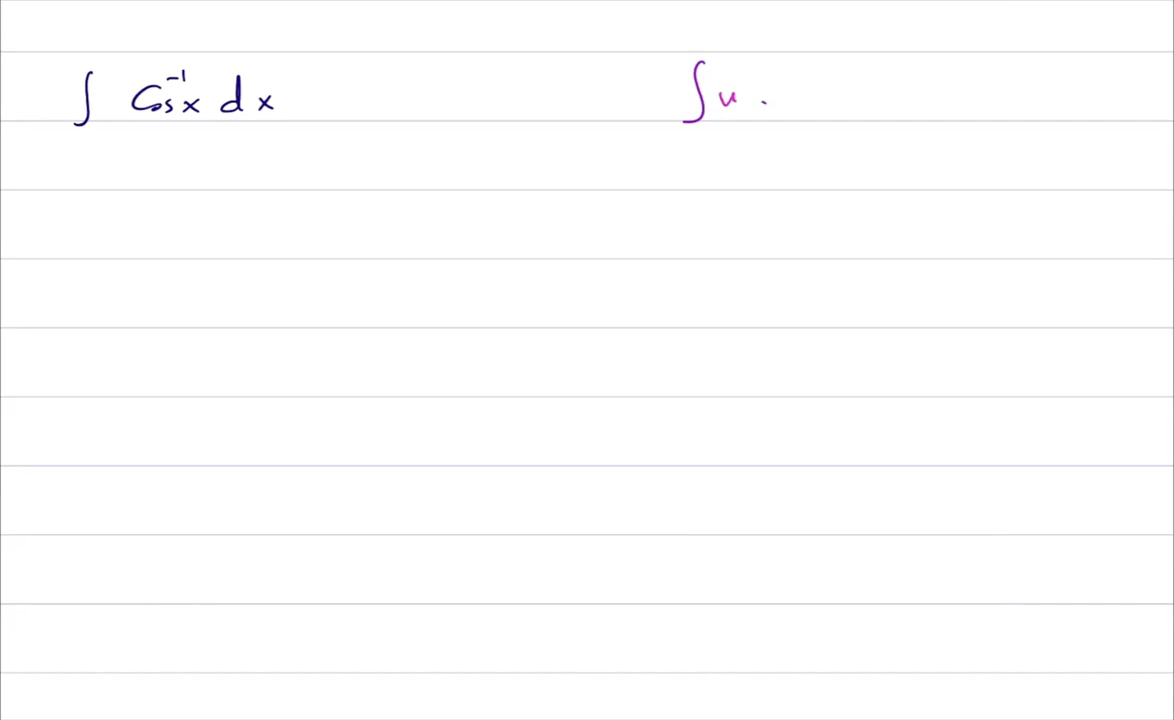 ∫ Cos⁻¹x dx
∫u .